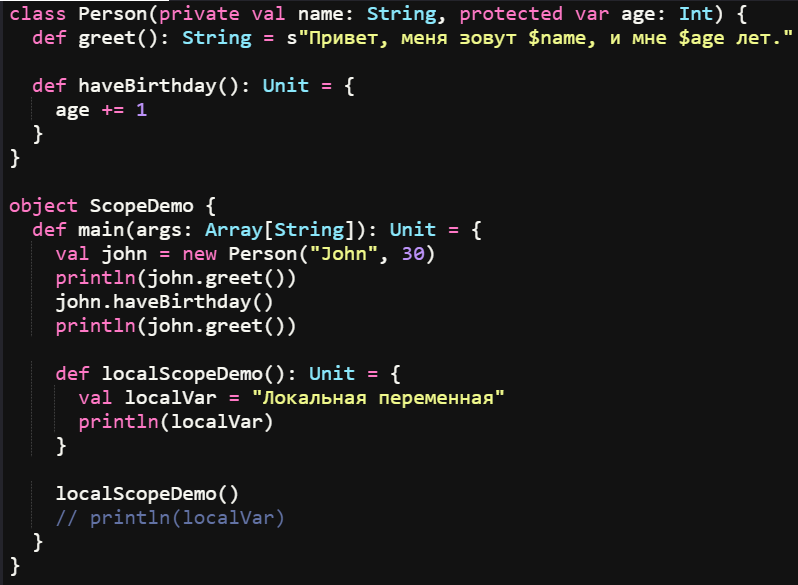 class Person(private val name: String, protected var age: Int) {
  def greet(): String = s"Привет, меня зовут $name, и мне $age лет."
  def haveBirthday(): Unit = {
    age += 1
  }
}
object ScopeDemo {
  def main(args: Array[String]): Unit = {
    val john = new Person("John", 30)
    println(john.greet())
    john.haveBirthday()
    println(john.greet())
    def localScopeDemo(): Unit = {
      val localVar = "Локальная переменная"
      println(localVar)
    }
    localScopeDemo()
    // println(localVar)
  }
}